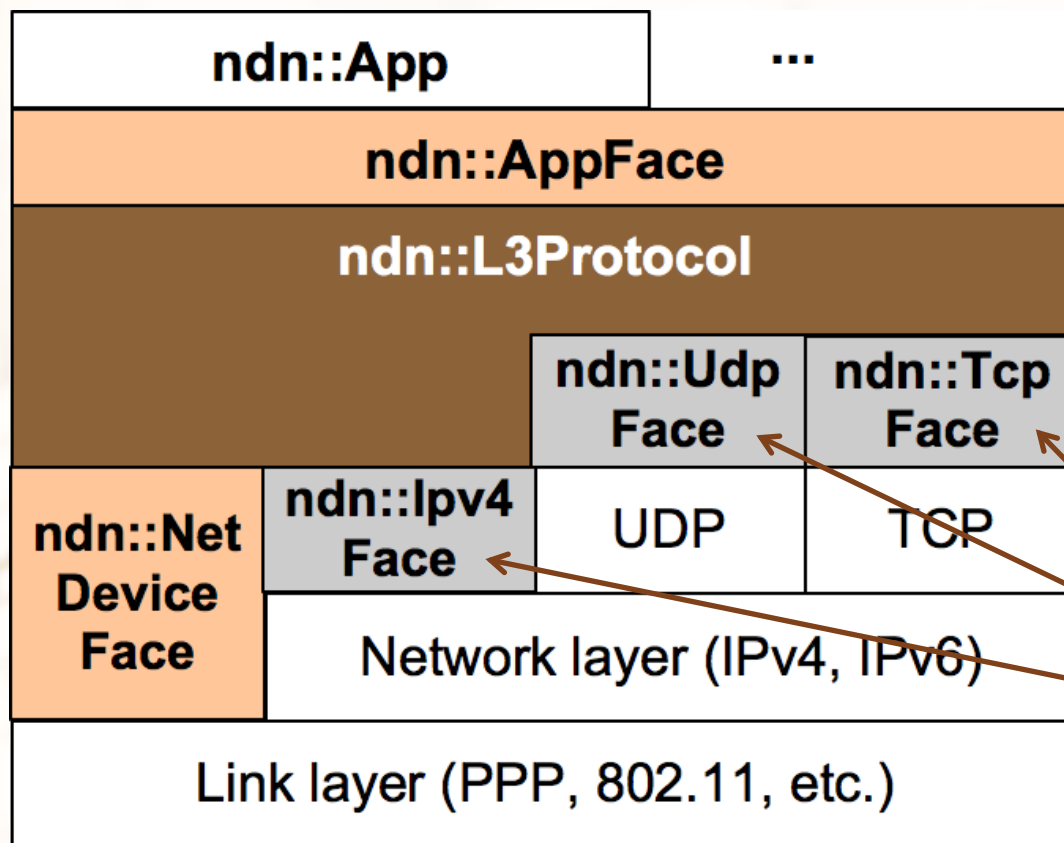 ndn::App
...
ndn::AppFace
ndn::L3Protocol
ndn::Udp
Face
ndn::Tcp
Face
ndn::Net
Device
Face
ndn::Ipv4
Face
UDP
TCP
Network layer (IPv4, IPv6)
Link layer (PPP, 802.11, etc.)